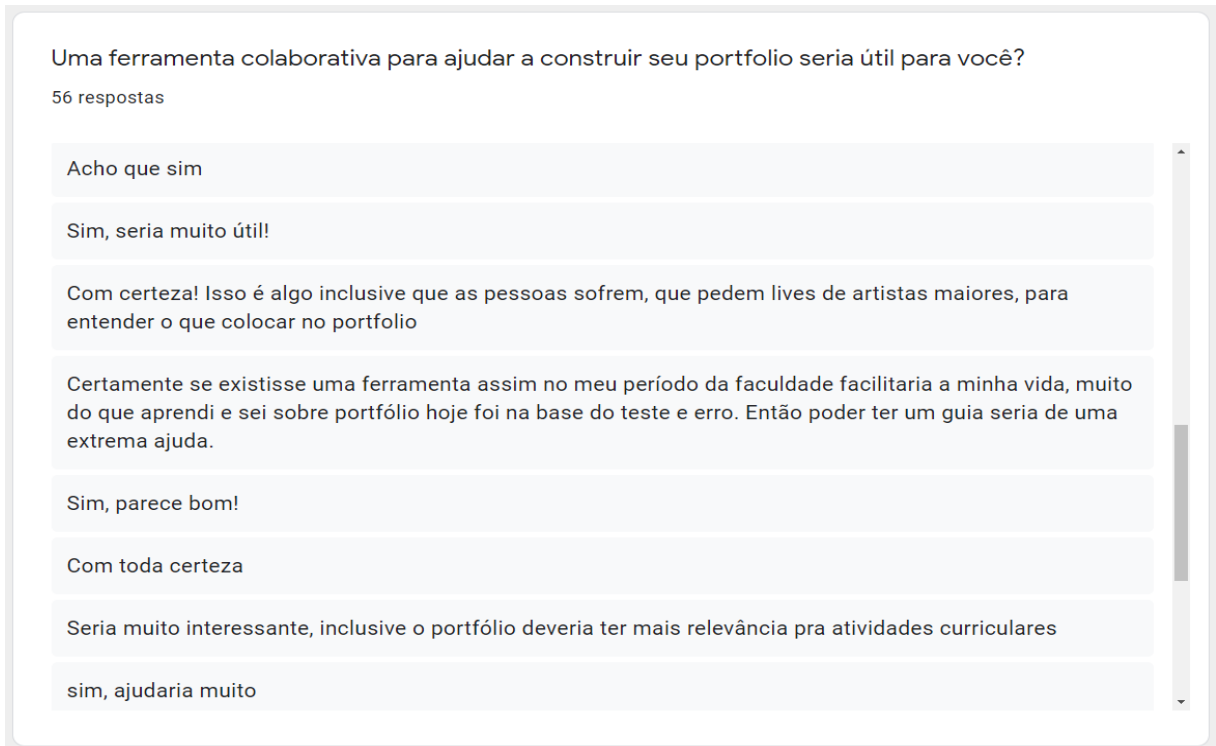 Uma ferramenta colaborativa para ajudar a construir seu portfolio seria útil para você?
56 respostas
Acho que sim
Sim, seria muito útil!
Com certeza! Isso é algo inclusive que as pessoas sofrem, que pedem lives de artistas maiores, para
entender o que colocar no portfolio
Certamente se existisse uma ferramenta assim no meu período da faculdade facilitaria a minha vida, muito
do que aprendi e sei sobre portfólio hoje foi na base do teste e erro. Então poder ter um guia seria de uma
extrema ajuda.
Sim, parece bom!
Com toda certeza
Seria muito interessante, inclusive o portfólio deveria ter mais relevância pra atividades curriculares
sim, ajudaria muito